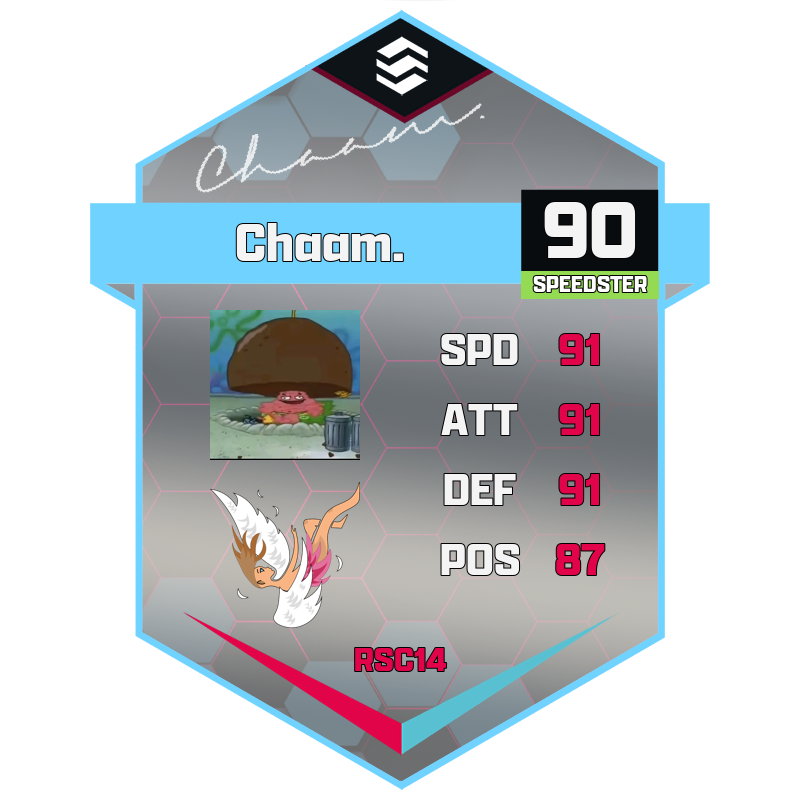 Chaam.
Chaam.
90
SPEEDSTER
SPD 91
ATT 91
DEF 91
POS 87
RSC14